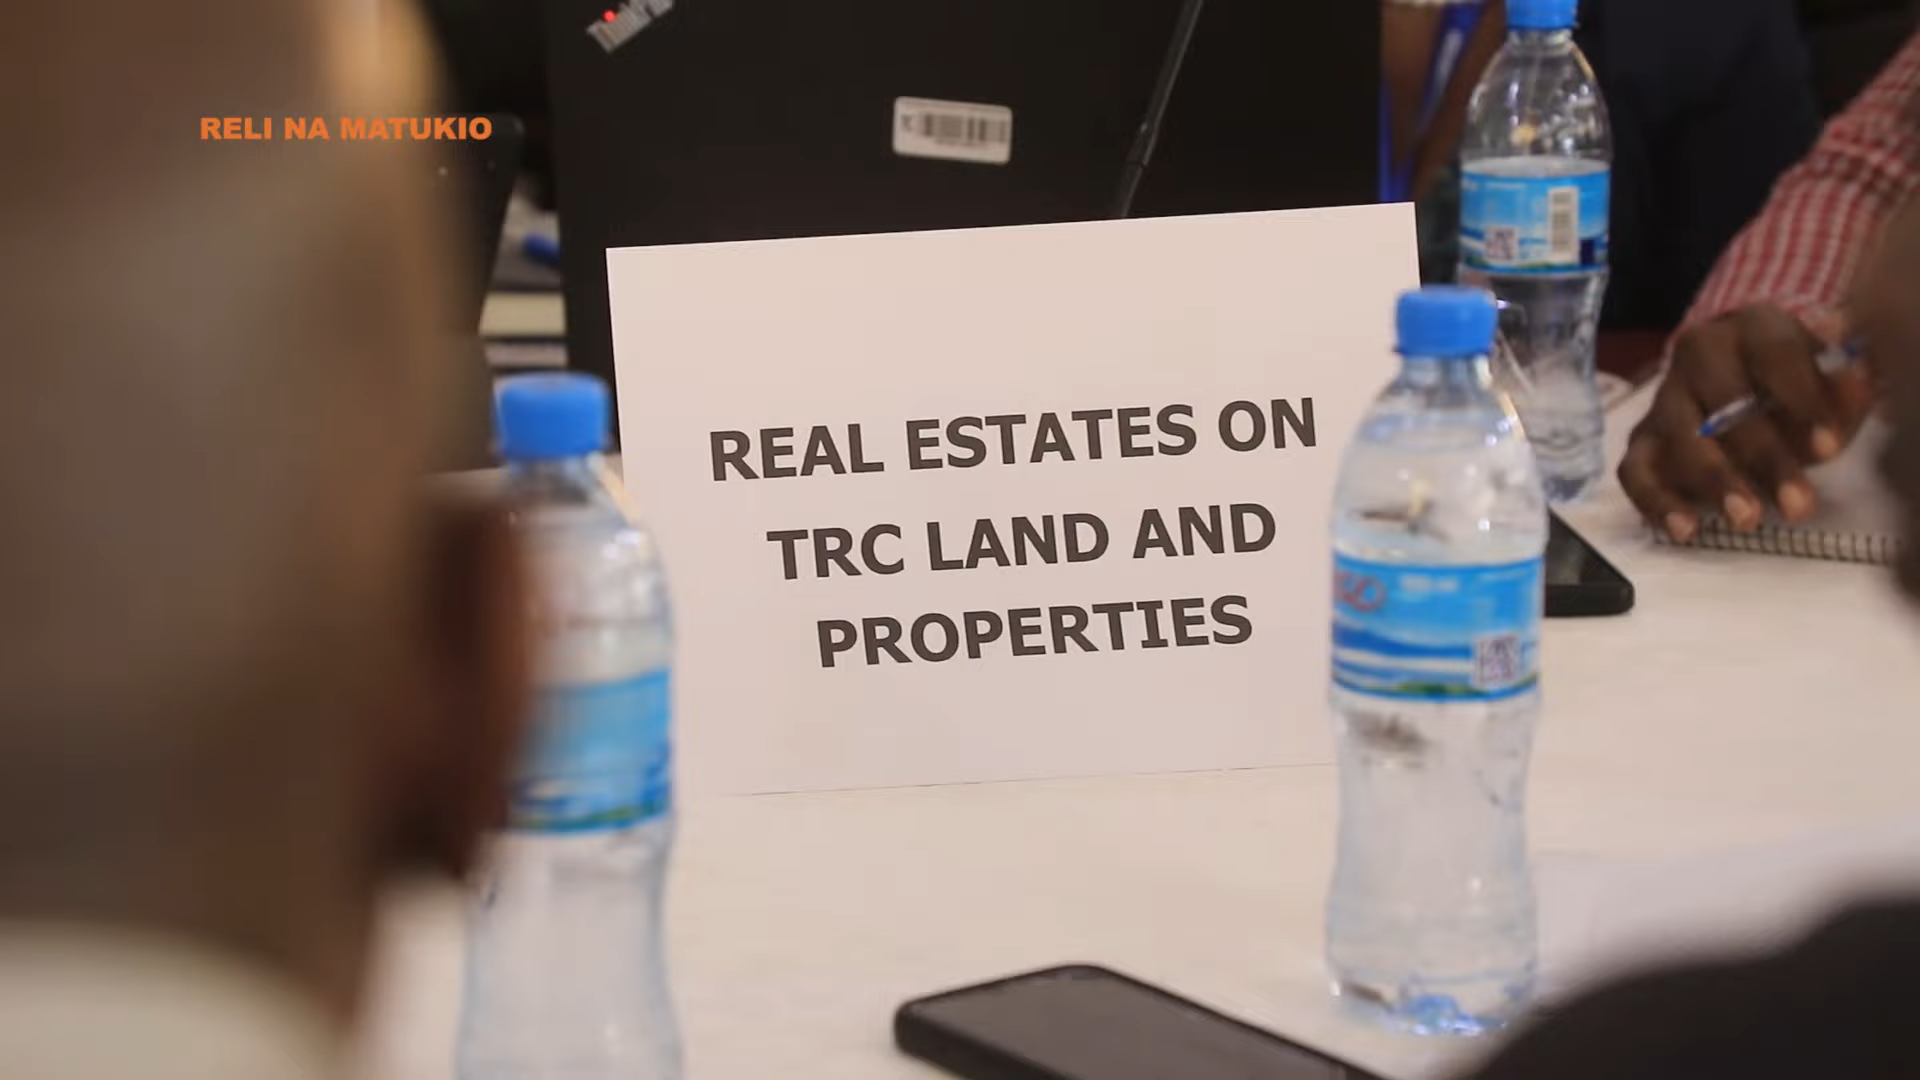 RELI NA MATUKIO
ThinkPad
REAL ESTATES ON
TRC LAND AND
PROPERTIES